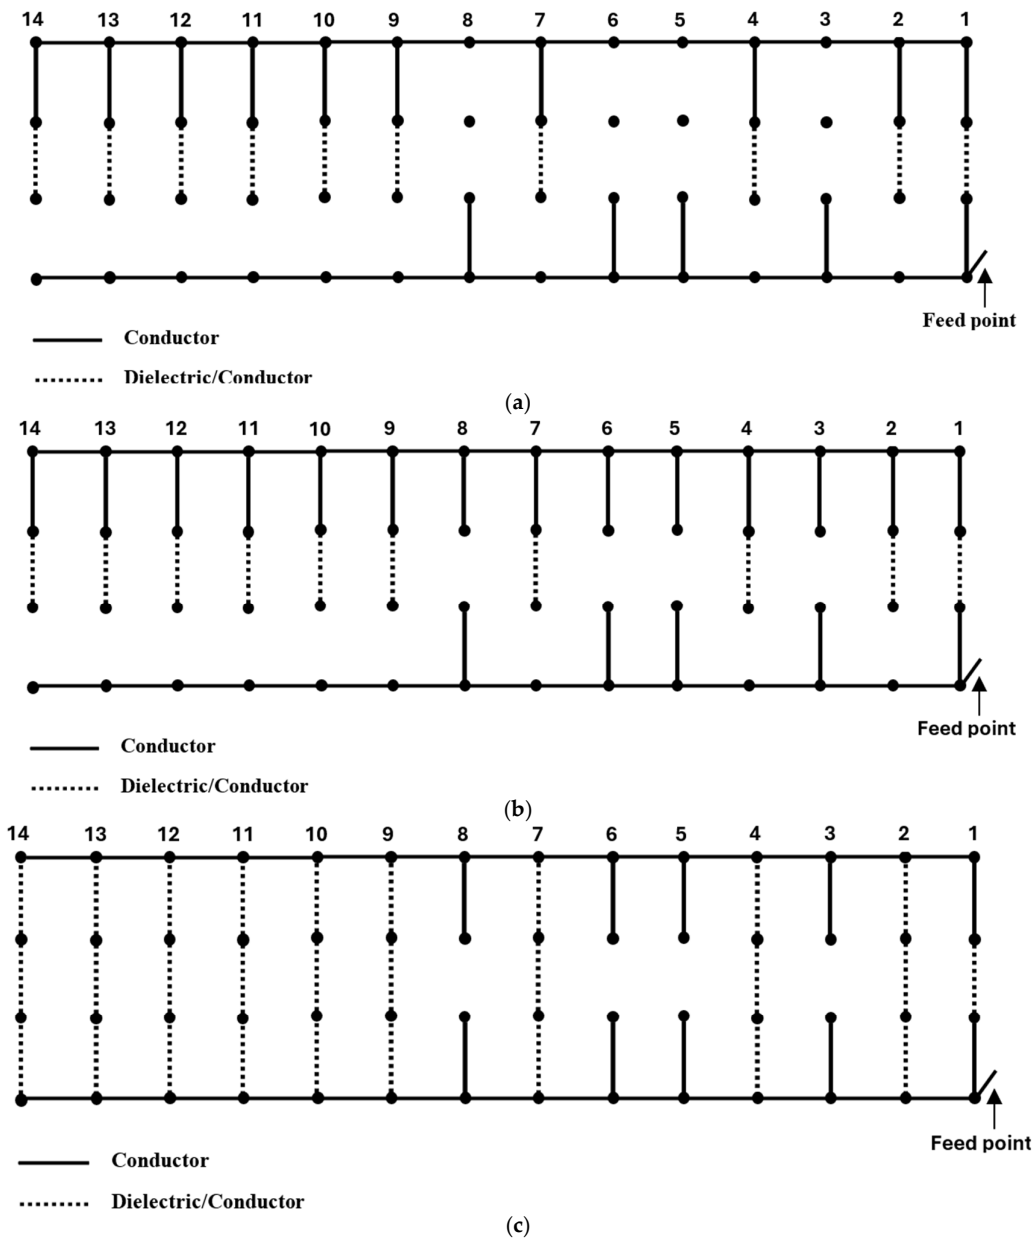 14 13 12 11 10 9 8 7 6 5 4 3 2 1
Feed point
Conductor
Dielectric/Conductor
(a)
14 13 12 11 10 9 8 7 6 5 4 3 2 1
Feed point
Conductor
Dielectric/Conductor
(b)
14 13 12 11 10 9 8 7 6 5 4 3 2 1
Feed point
Conductor
Dielectric/Conductor
(c)